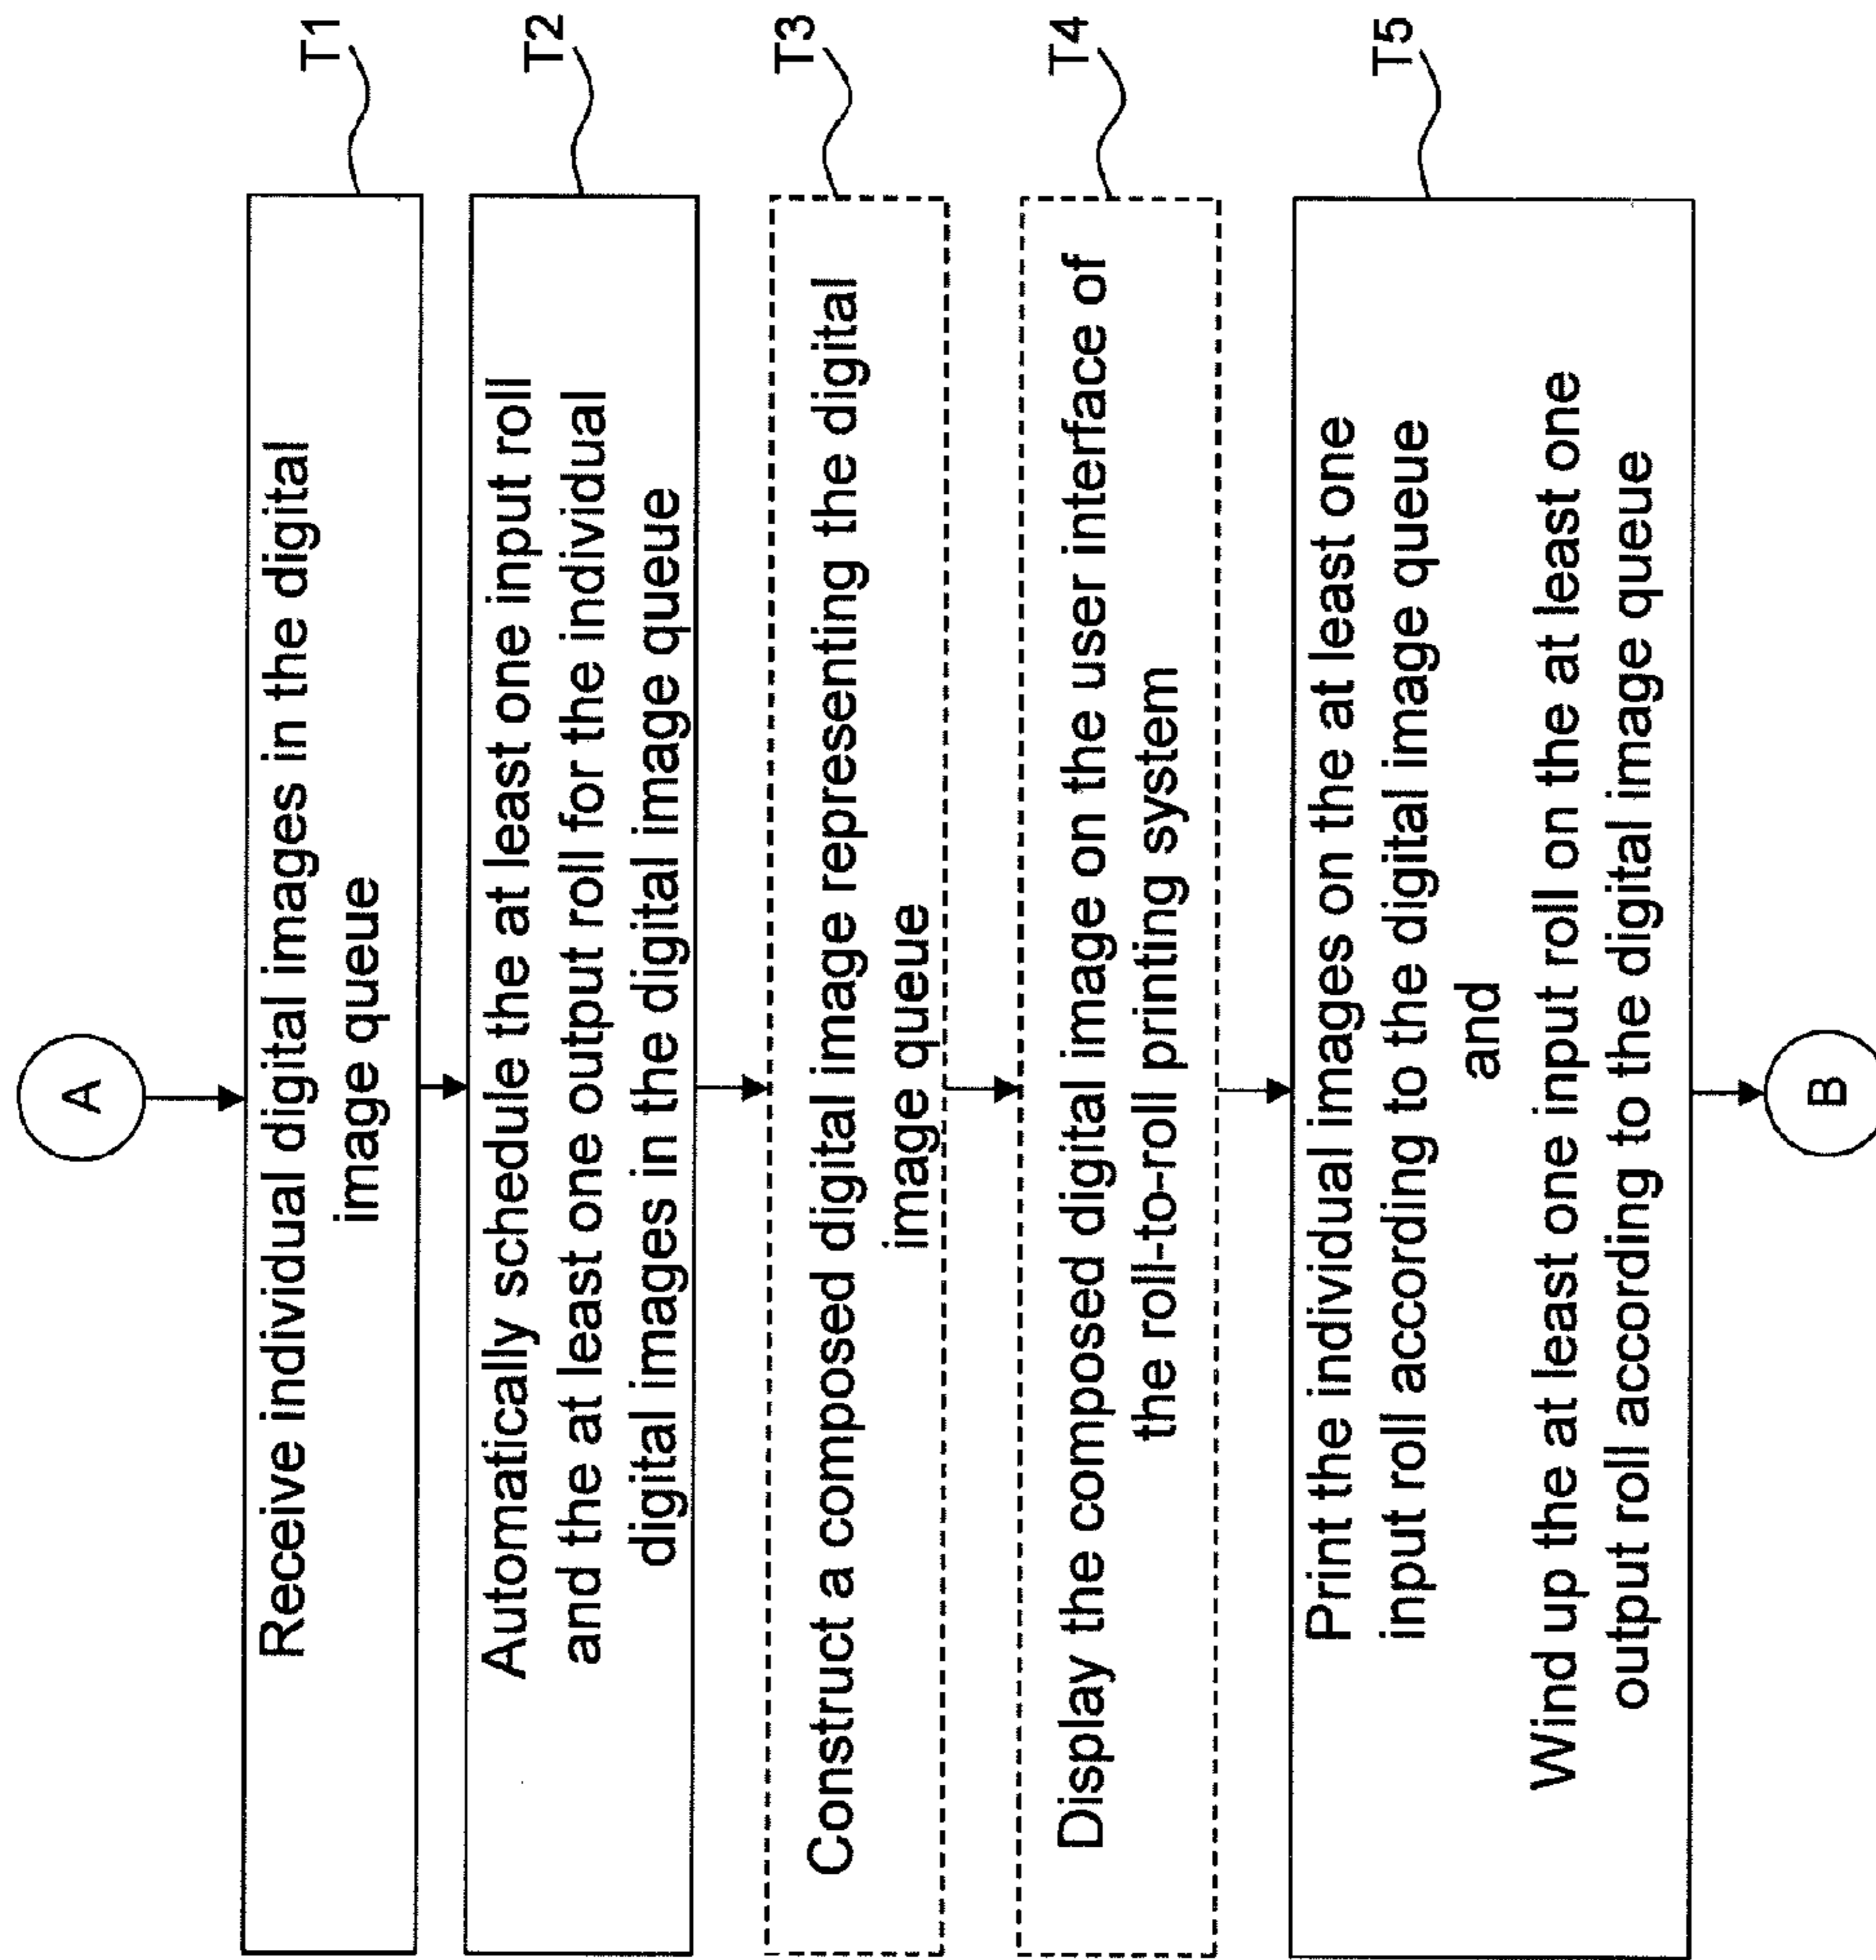 A
T1
Receive individual digital images in the digital
image queue
T2
Automatically schedule the at least one input roll
and the at least one output roll for the individual
digital images in the digital image queue
T3
Construct a composed digital image representing the digital
image queue
T4
Display the composed digital image on the user interface of
the roll-to-roll printing system
T5
Print the individual images on the at least one
input roll according to the digital image queue
and
Wind up the at least one input roll on the at least one
output roll according to the digital image queue
B